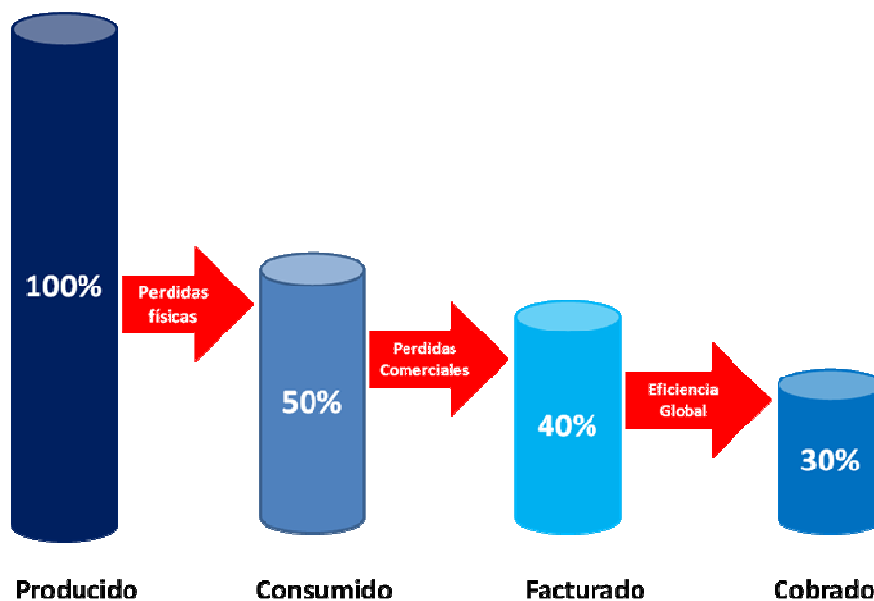 100%
Perdidas
físicas
50%
Perdidas
Comerciales
40%
Eficiencia
Global
30%
Producido
Consumido
Facturado
Cobrado